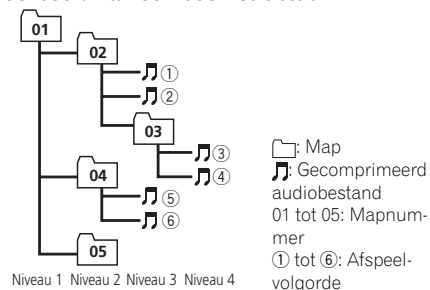 01
02
①
②
03
③
④
04
⑤
⑥
05
Niveau 1 Niveau 2 Niveau 3 Niveau 4
: Map
: Gecomprimeerd
audiobestand
01 tot 05: Mapnum-
mer
① tot ⑥: Afspeel-
volgorde